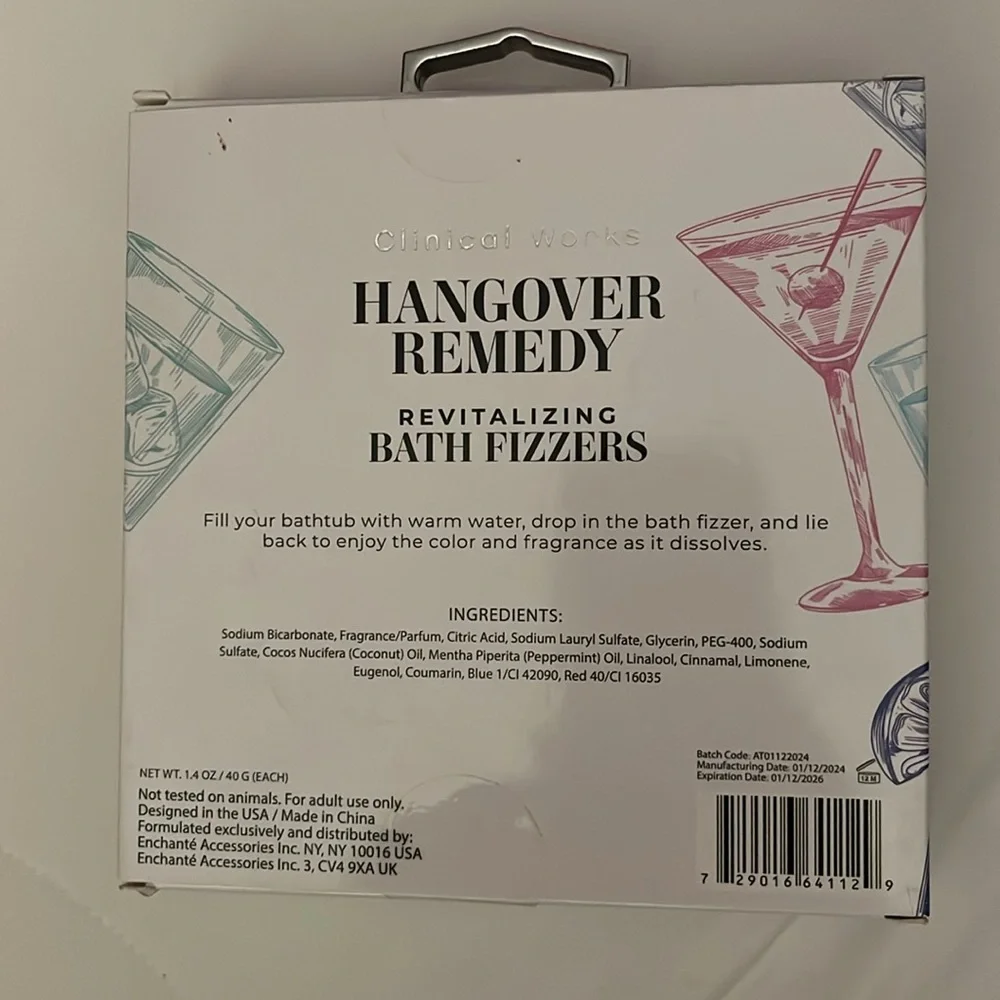 Clinical Works
HANGOVER
REMEDY
REVITALIZING
BATH FIZZERS
Fill your bathtub with warm water, drop in the bath fizzer, and lie
back to enjoy the color and fragrance as it dissolves.
INGREDIENTS:
Sodium Bicarbonate, Fragrance/Parfum, Citric Acid, Sodium Lauryl Sulfate, Glycerin, PEG-400, Sodium
Sulfate, Cocos Nucifera (Coconut) Oil, Mentha Piperita (Peppermint) Oil, Linalool, Cinnamal, Limonene,
Eugenol, Coumarin, Blue 1/CI 42090, Red 40/CI 16035
NET WT. 1.4 OZ / 40 G (EACH)
Not tested on animals. For adult use only.
Designed in the USA / Made in China
Formulated exclusively and distributed by:
Enchanté Accessories Inc. NY, NY 10016 USA
Enchanté Accessories Inc. 3, CV4 9XA UK
Batch Code: AT01122024
Manufacturing Date: 01/12/2024
Expiration Date: 01/12/2026
12 M
7 29016 64112 9